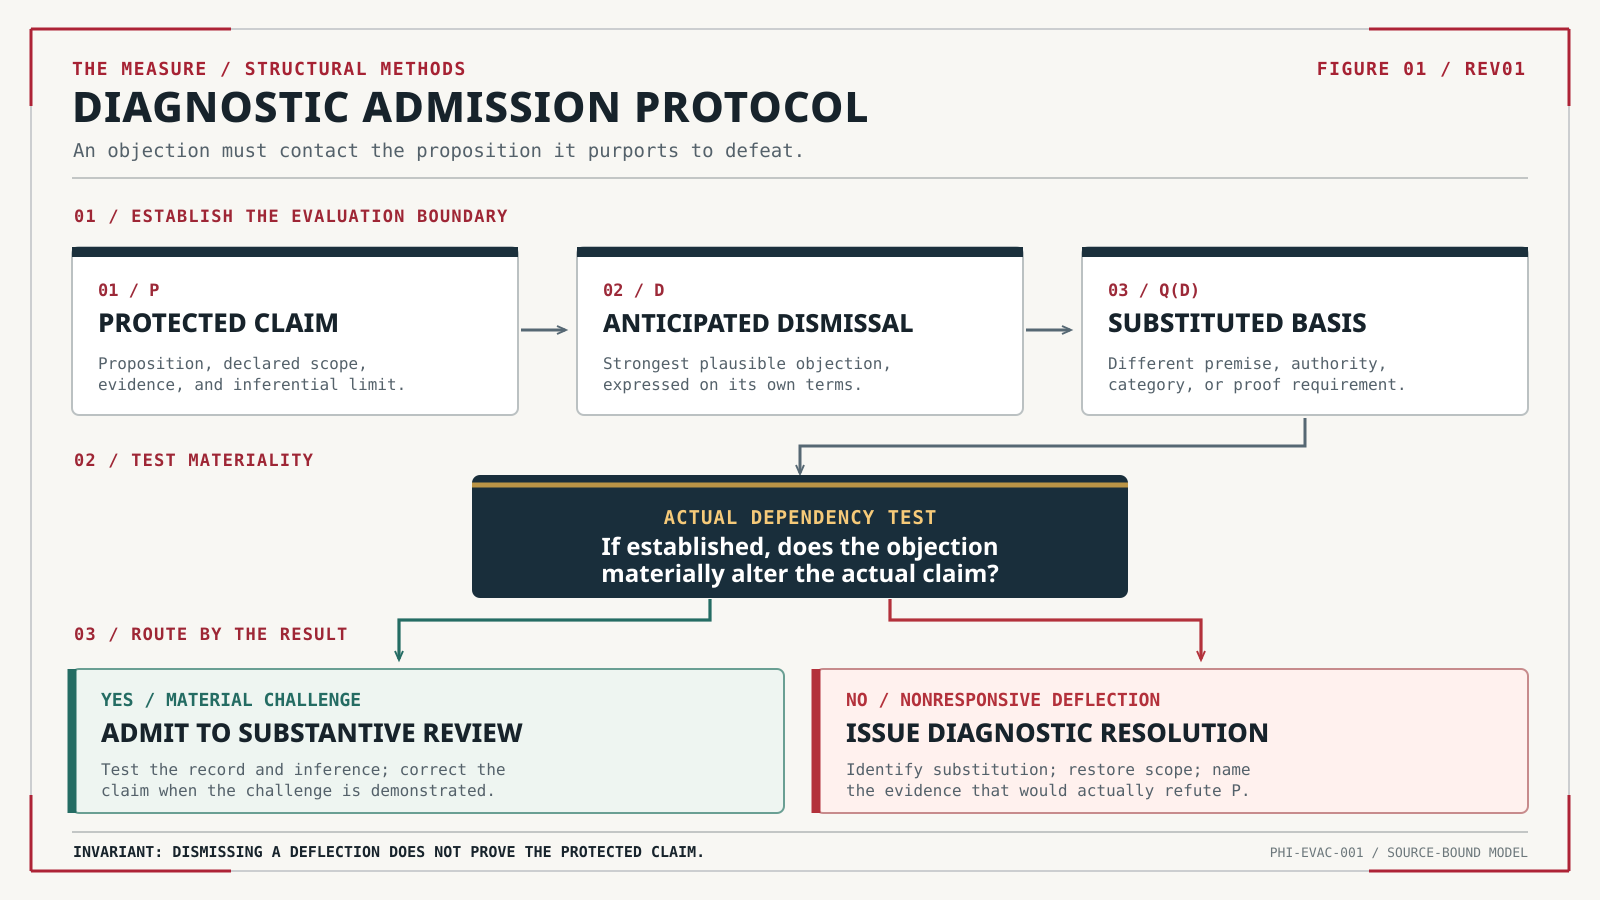 THE MEASURE / STRUCTURAL METHODS
FIGURE 01 / REV01
DIAGNOSTIC ADMISSION PROTOCOL
An objection must contact the proposition it purports to defeat.
01 / ESTABLISH THE EVALUATION BOUNDARY
01 / P
PROTECTED CLAIM
Proposition, declared scope,
evidence, and inferential limit.
02 / D
ANTICIPATED DISMISSAL
Strongest plausible objection,
expressed on its own terms.
03 / Q(D)
SUBSTITUTED BASIS
Different premise, authority,
category, or proof requirement.
02 / TEST MATERIALITY
ACTUAL DEPENDENCY TEST
If established, does the objection
materially alter the actual claim?
03 / ROUTE BY THE RESULT
YES / MATERIAL CHALLENGE
ADMIT TO SUBSTANTIVE REVIEW
Test the record and inference; correct the
claim when the challenge is demonstrated.
NO / NONRESPONSIVE DEFLECTION
ISSUE DIAGNOSTIC RESOLUTION
Identify substitution; restore scope; name
the evidence that would actually refute P.
INVARIANT: DISMISSING A DEFLECTION DOES NOT PROVE THE PROTECTED CLAIM.
PHI-EVAC-001 / SOURCE-BOUND MODEL